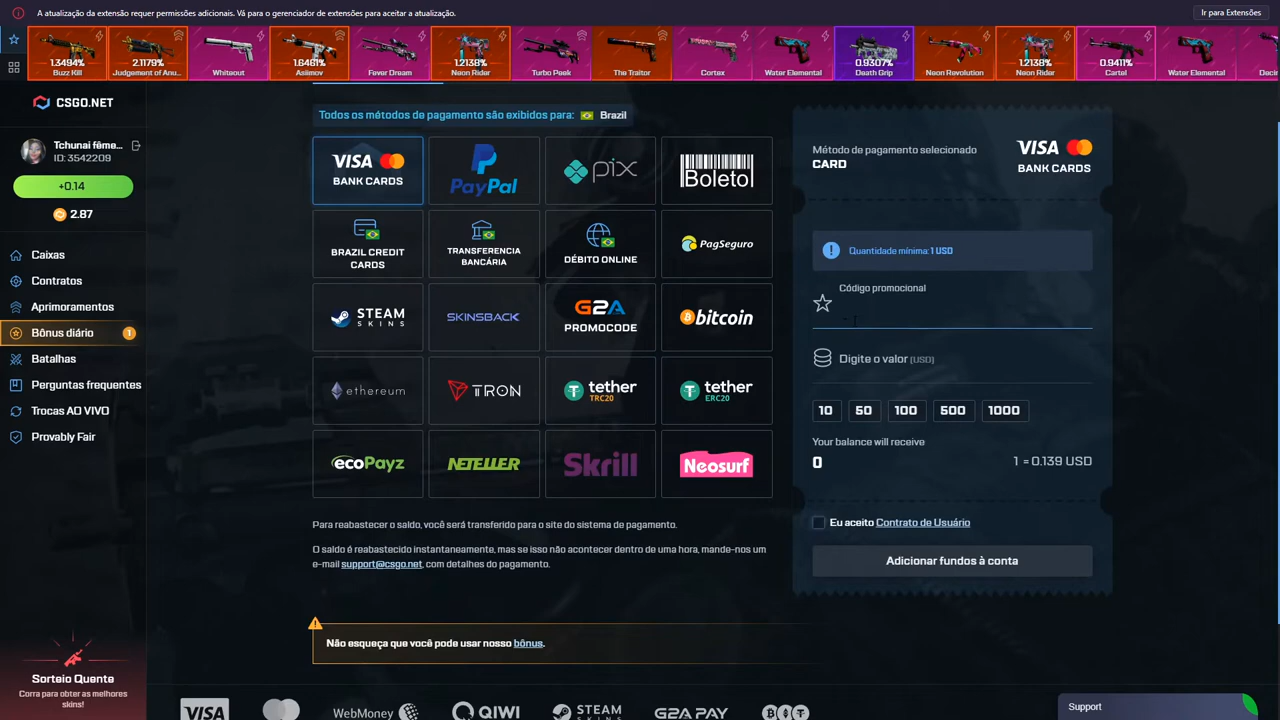 A atualização da extensão requer permissões adicionais. Vá para o gerenciador de extensões para aceitar a atualização.
Ir para Extensões
1.3494%
Buzz Kill
2.1179%
Judgement of Anu...
Whiteout
1.6461%
Asiimov
Fever Dream
1.2138%
Neon Rider
Turbo Peek
The Traitor
Cortex
Water Elemental
0.9307%
Death Grip
Neon Revolution
1.2138%
Neon Rider
0.9411%
Cartel
Water Elemental
CSGO.NET
Tchunai fême...
ID: 3542209
+0.14
2.87
Caixas
Contratos
Aprimoramentos
Bônus diário
1
Batalhas
Perguntas frequentes
Trocas AO VIVO
Provably Fair
Sorteio Quente
Corra para obter as melhores
skins!
Todos os métodos de pagamento são exibidos para: Brazil
VISA
BANK CARDS
PayPal
pix
Boleto
BRAZIL CREDIT
CARDS
TRANSFERENCIA
BANCÁRIA
DÉBITO ONLINE
PagSeguro
STEAM
SKINS
SKINSBACK
G2A
PROMOCODE
bitcoin
ethereum
TRON
tether
TRC20
tether
ERC20
ecoPayz
NETELLER
Skrill
Neosurf
Para reabastecer o saldo, você será transferido para o site do sistema de pagamento.
O saldo é reabastecido instantaneamente, mas se isso não acontecer dentro de uma hora, mande-nos um
e-mail support@csgo.net, com detalhes do pagamento.
Não esqueça que você pode usar nosso bônus.
Método de pagamento selecionado
CARD
VISA
BANK CARDS
Quantidade mínima: 1 USD
Código promocional
Digite o valor (USD)
10 50 100 500 1000
Your balance will receive
0
1 = 0.139 USD
Eu aceito Contrato de Usuário
Adicionar fundos à conta
VISA
WebMoney
QIWI
STEAM
SKINS
G2A PAY
Support